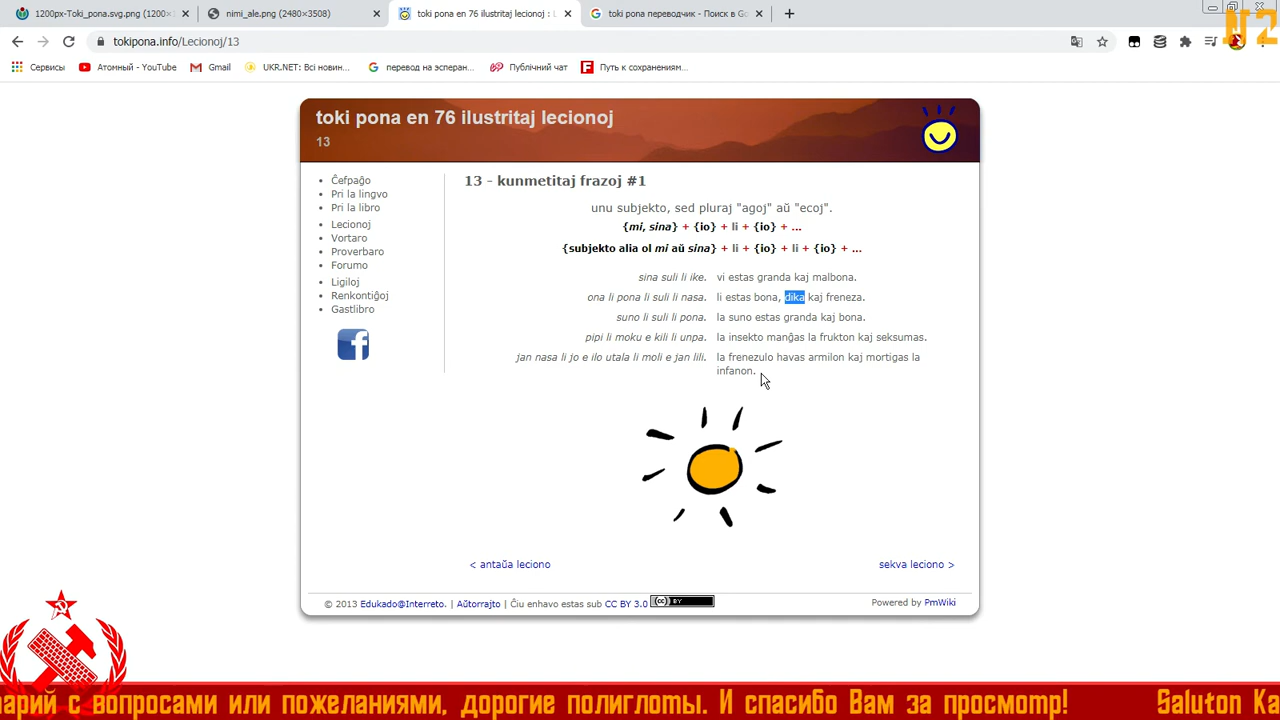 1200px-Toki_pona.svg.png (1200×
nimi_ale.png (2480×3508)
toki pona en 76 ilustritaj lecionoj : L
toki pona переводчик - Поиск в Go
N2
tokipona.info/Lecionoj/13
Сервисы
Атомный - YouTube
Gmail
UKR.NET: Всі новин...
перевод на эсперан...
Публічний чат
Путь к сохранениям...
toki pona en 76 ilustritaj lecionoj
13
Ĉefpaĝo
Pri la lingvo
Pri la libro
Lecionoj
Vortaro
Proverbaro
Forumo
Ligiloj
Renkontiĝoj
Gastlibro
13 - kunmetitaj frazoj #1
unu subjekto, sed pluraj "agoj" aŭ "ecoj".
{mi, sina} + {io} + li + {io} + ...
{subjekto alia ol mi aŭ sina} + li + {io} + li + {io} + ...
sina suli li ike. vi estas granda kaj malbona.
ona li pona li suli li nasa. li estas bona, dika kaj freneza.
suno li suli li pona. la suno estas granda kaj bona.
pipi li moku e kili li unpa. la insekto manĝas la frukton kaj seksumas.
jan nasa li jo e ilo utala li moli e jan lili. la frenezulo havas armilon kaj mortigas la
infanon.
< antaŭa leciono
sekva leciono >
© 2013 Edukado@Interreto. | Aŭtorrajto | Ĉiu enhavo estas sub CC BY 3.0
cc BY
Powered by PmWiki
арий с вопросами или пожеланиями, дорогие полиглоты. И спасибо Вам за просмотр! Saluton Ka